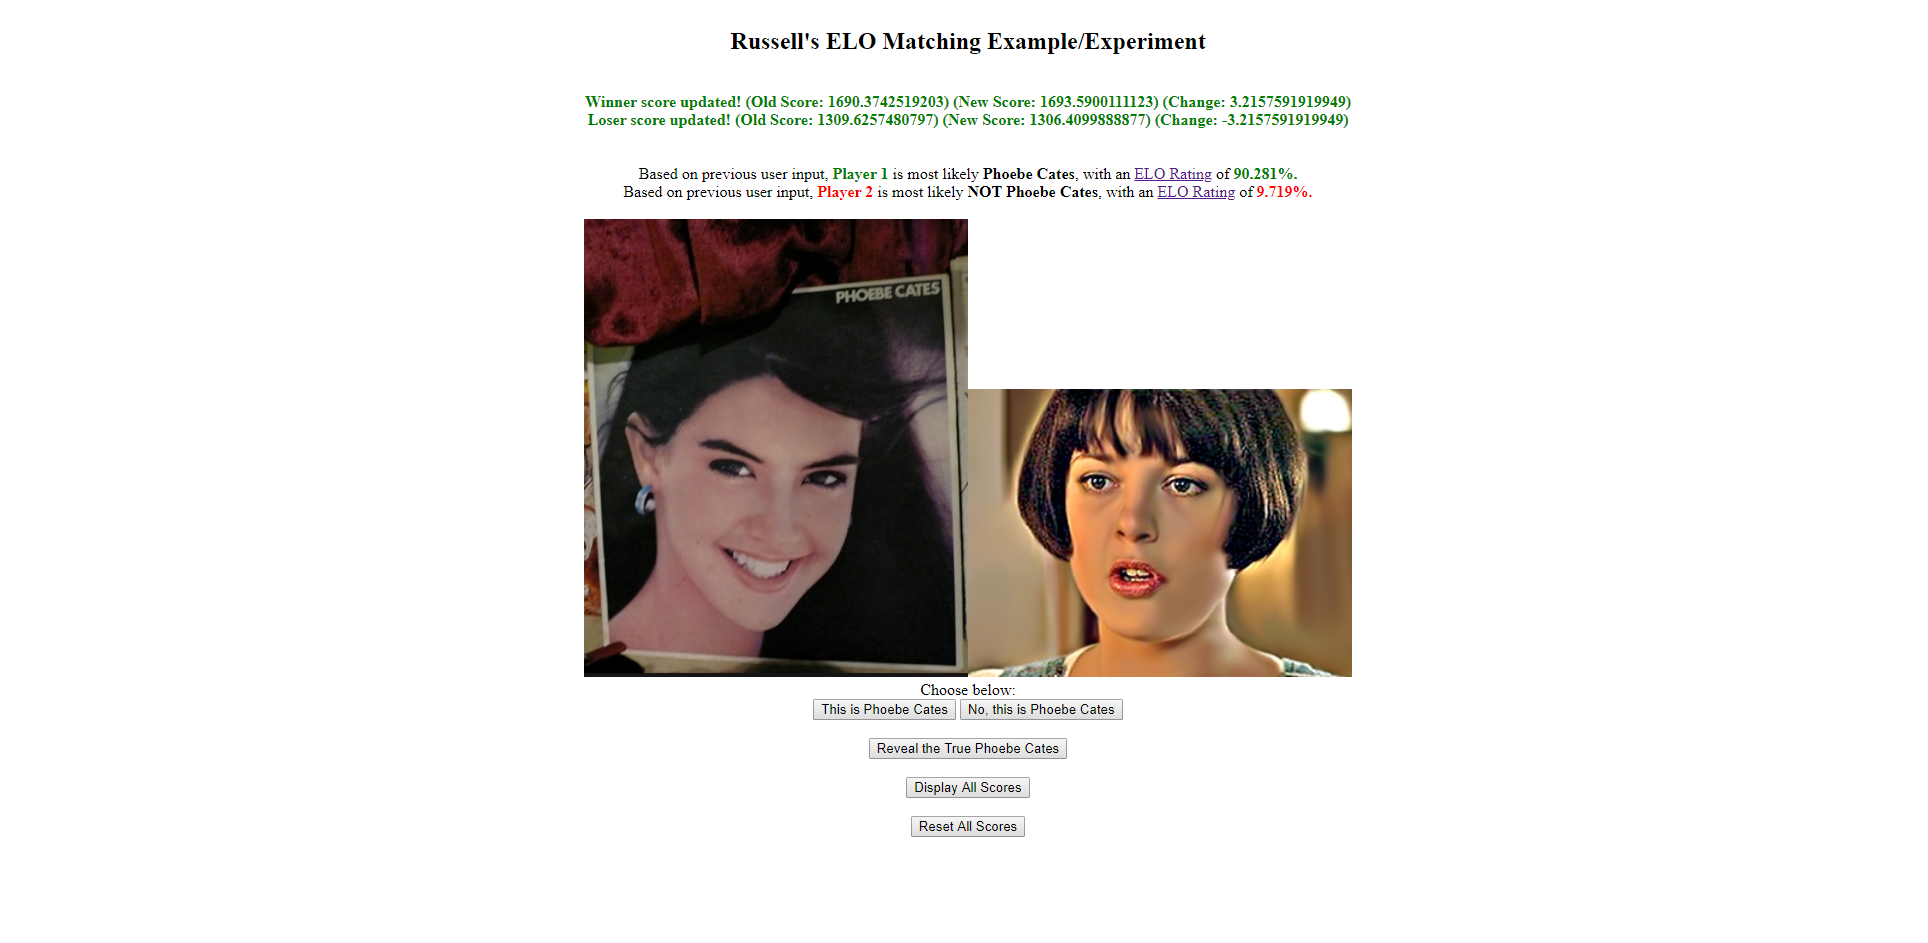 Russell's ELO Matching Example/Experiment
Winner score updated! (Old Score: 1690.3742519203) (New Score: 1693.5900111123) (Change: 3.2157591919949)
Loser score updated! (Old Score: 1309.6257480797) (New Score: 1306.4099888877) (Change: -3.2157591919949)
Based on previous user input, Player 1 is most likely Phoebe Cates, with an ELO Rating of 90.281%.
Based on previous user input, Player 2 is most likely NOT Phoebe Cates, with an ELO Rating of 9.719%.
PHOEBE CATES
Choose below:
This is Phoebe Cates No, this is Phoebe Cates
Reveal the True Phoebe Cates
Display All Scores
Reset All Scores